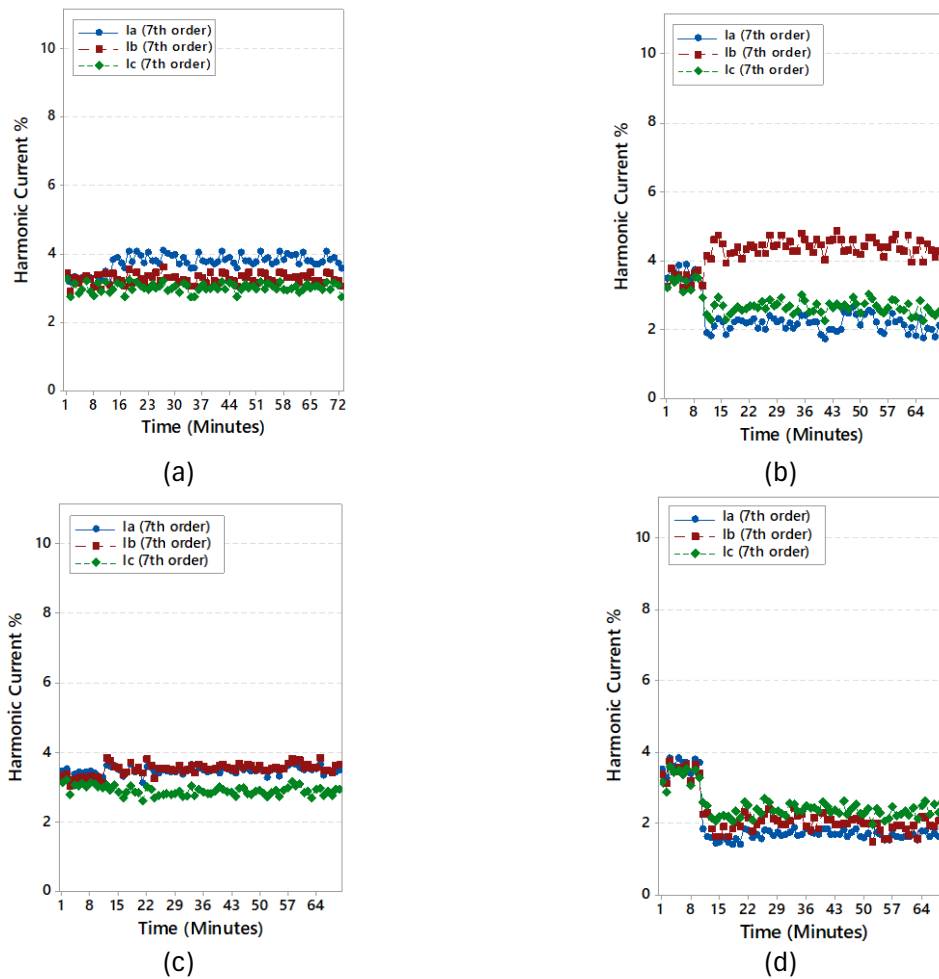 Ia (7th order)
Ib (7th order)
Ic (7th order)
Harmonic Current %
10
8
6
4
2
0
1 8 16 23 30 37 44 51 58 65 72
Time (Minutes)
(a)
Ia (7th order)
Ib (7th order)
Ic (7th order)
Harmonic Current %
10
8
6
4
2
0
1 8 15 22 29 36 43 50 57 64
Time (Minutes)
(b)
Ia (7th order)
Ib (7th order)
Ic (7th order)
Harmonic Current %
10
8
6
4
2
0
1 8 15 22 29 36 43 50 57 64
Time (Minutes)
(c)
Ia (7th order)
Ib (7th order)
Ic (7th order)
Harmonic Current %
10
8
6
4
2
0
1 8 15 22 29 36 43 50 57 64
Time (Minutes)
(d)